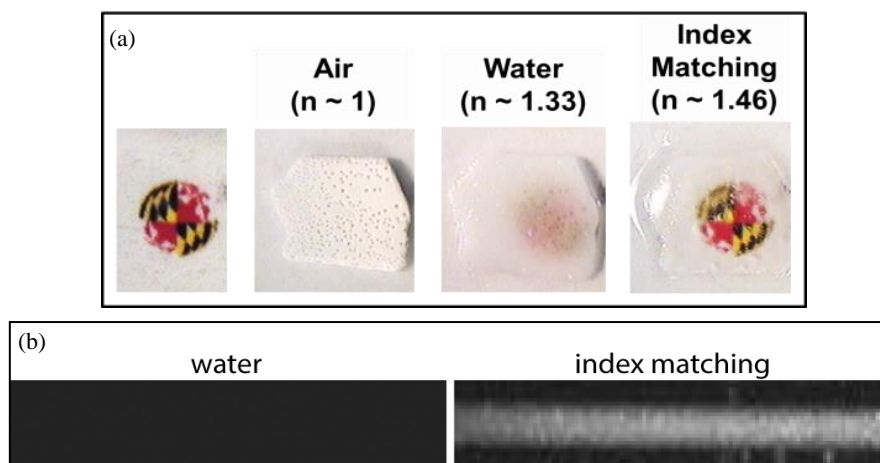 (a)
Air
(n ~ 1)
Water
(n ~ 1.33)
Index
Matching
(n ~ 1.46)
(b)
water
index matching